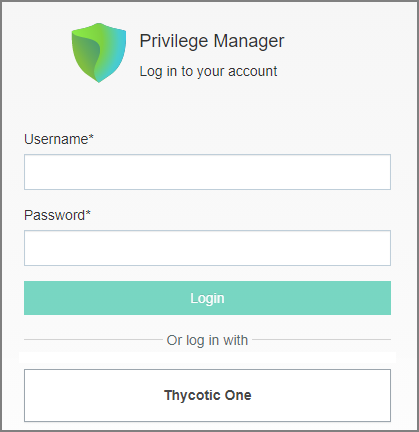 Privilege Manager
Log in to your account
Username*
Password*
Login
Or log in with
Thycotic One